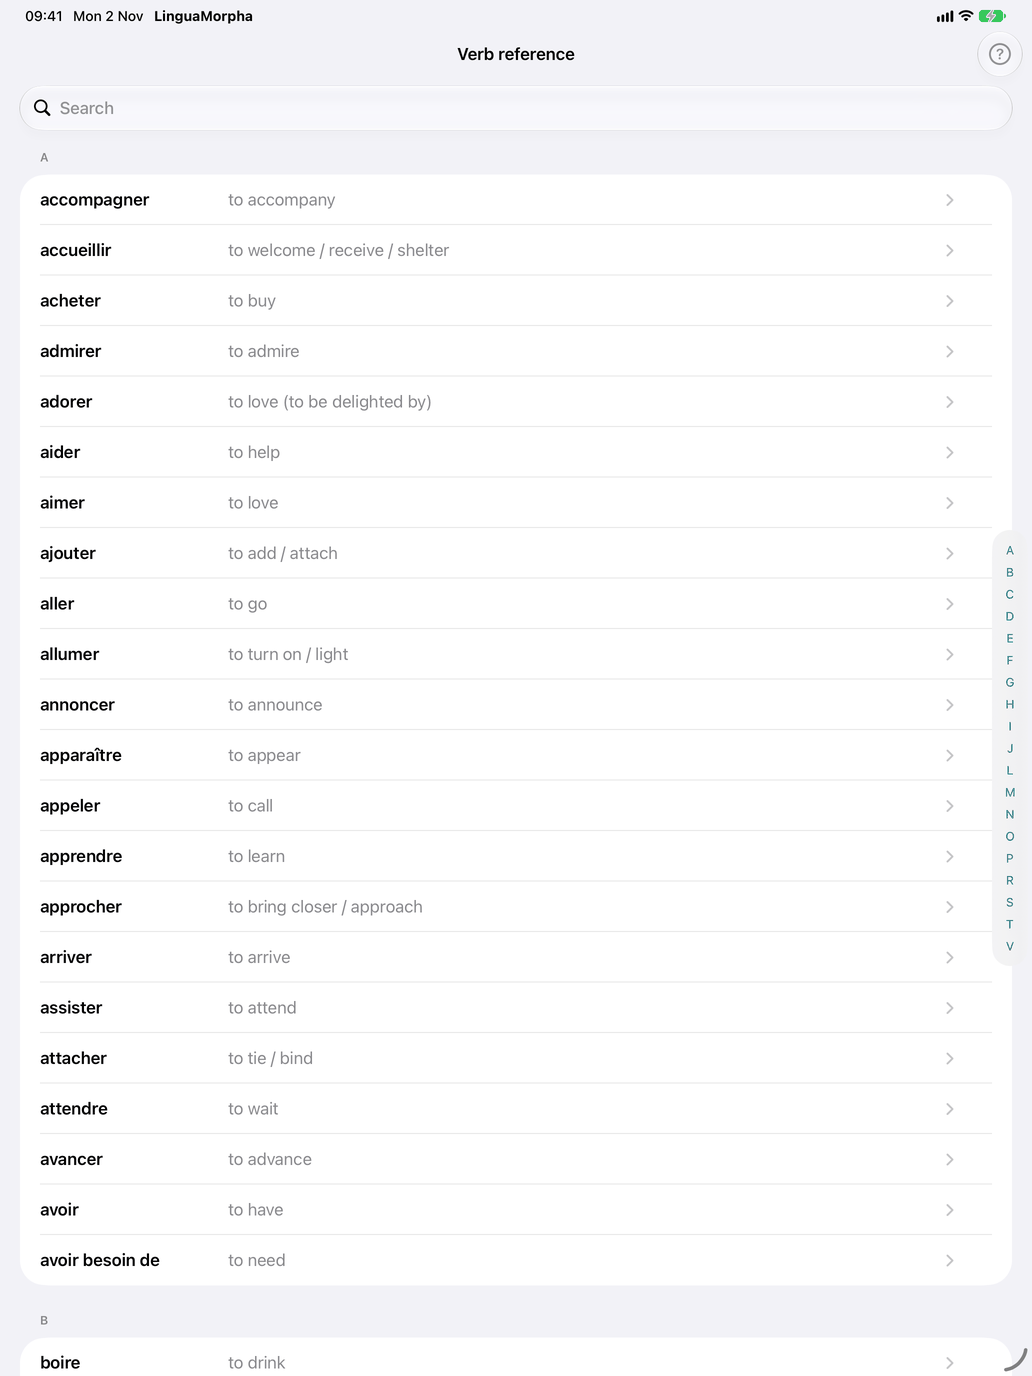 09:41 Mon 2 Nov LinguaMorpha
Verb reference
?
Search
A
accompagner to accompany
accueillir to welcome / receive / shelter
acheter to buy
admirer to admire
adorer to love (to be delighted by)
aider to help
aimer to love
ajouter to add / attach
aller to go
allumer to turn on / light
annoncer to announce
apparaître to appear
appeler to call
apprendre to learn
approcher to bring closer / approach
arriver to arrive
assister to attend
attacher to tie / bind
attendre to wait
avancer to advance
avoir to have
avoir besoin de to need
B
boire to drink
A
B
C
D
E
F
G
H
I
J
L
M
N
O
P
R
S
T
V